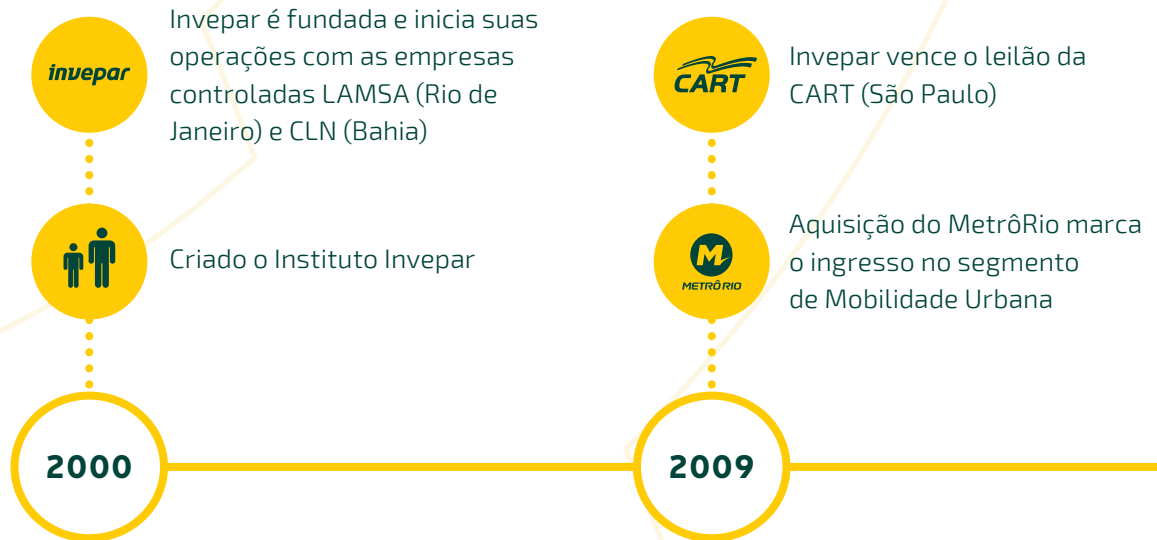 invepar
Invepar é fundada e inicia suas
operações com as empresas
controladas LAMSA (Rio de
Janeiro) e CLN (Bahia)
Criado o Instituto Invepar
2000
CART
Invepar vence o leilão da
CART (São Paulo)
M
METRÔ RIO
Aquisição do MetrôRio marca
o ingresso no segmento
de Mobilidade Urbana
2009